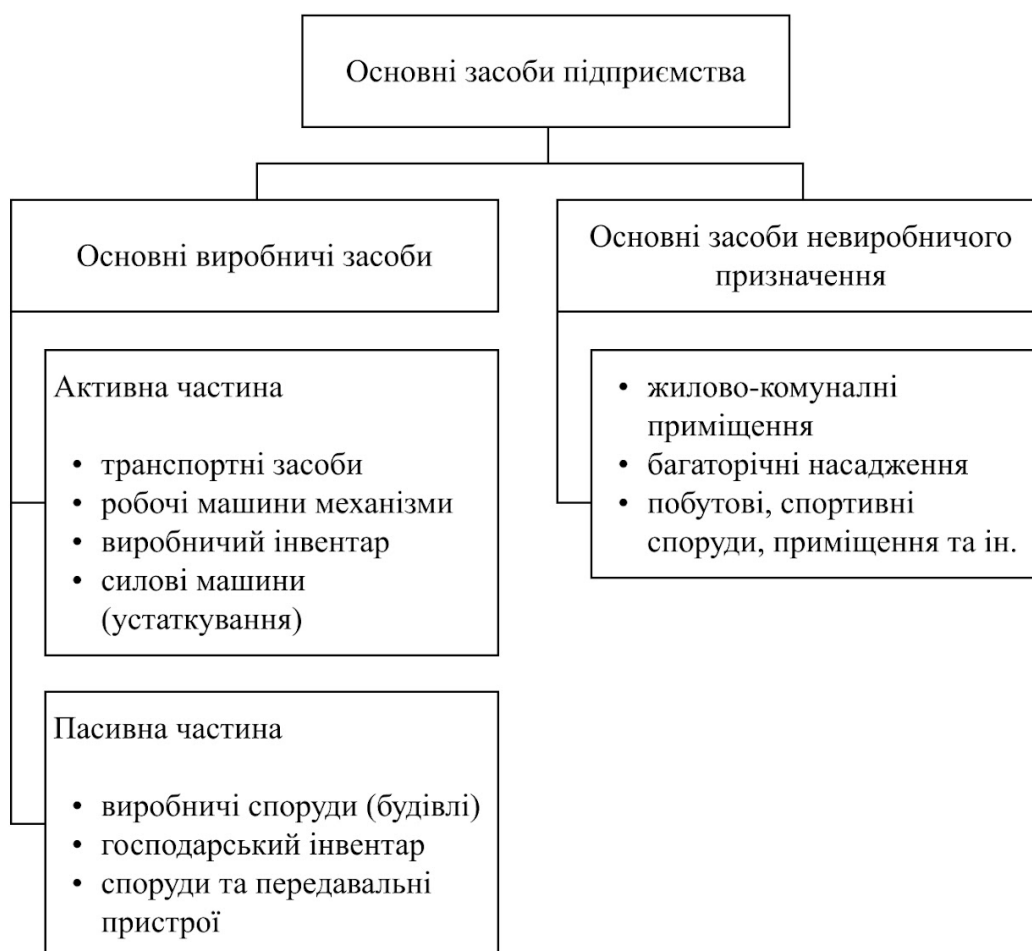 Основні засоби підприємства
Основні виробничі засоби
Основні засоби невиробничого
призначення
Активна частина
• транспортні засоби
• робочі машини механізми
• виробничий інвентар
• силові машини
(устаткування)
• жилово-комуналні
приміщення
• багаторічні насадження
• побутові, спортивні
споруди, приміщення та ін.
Пасивна частина
• виробничі споруди (будівлі)
• господарський інвентар
• споруди та передавальні
пристрої